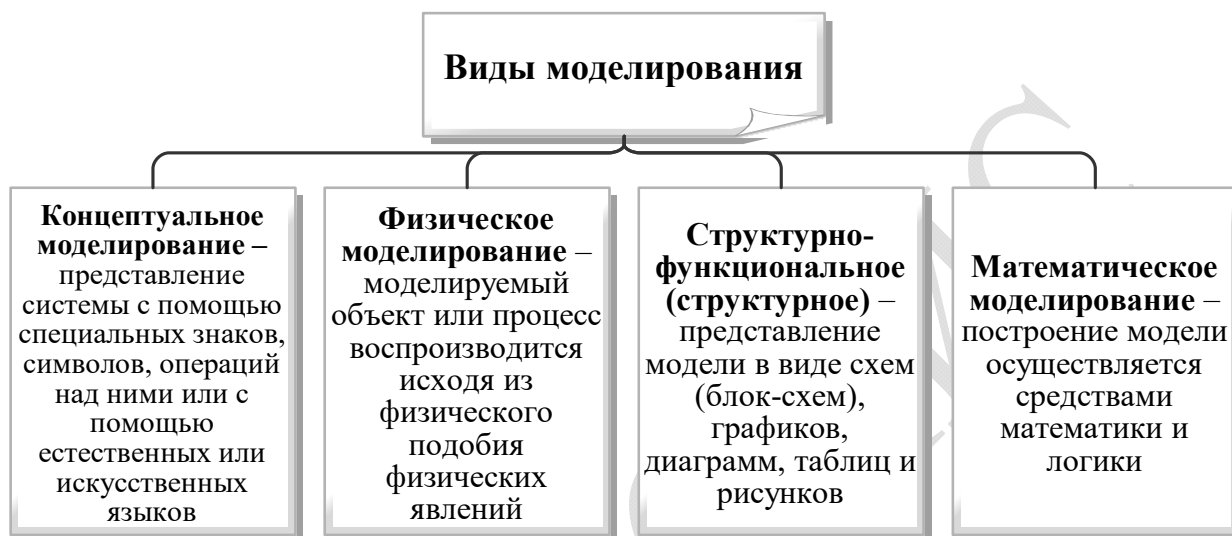 Виды моделирования
Концептуальное
моделирование –
представление
системы с помощью
специальных знаков,
символов, операций
над ними или с
помощью
естественных или
искусственных
языков
Физическое
моделирование –
моделируемый
объект или процесс
воспроизводится
исходя из
физического
подобия
физических
явлений
Структурно-
функциональное
(структурное) –
представление
модели в виде схем
(блок-схем),
графиков,
диаграмм, таблиц и
рисунков
Математическое
моделирование –
построение модели
осуществляется
средствами
математики и
логики